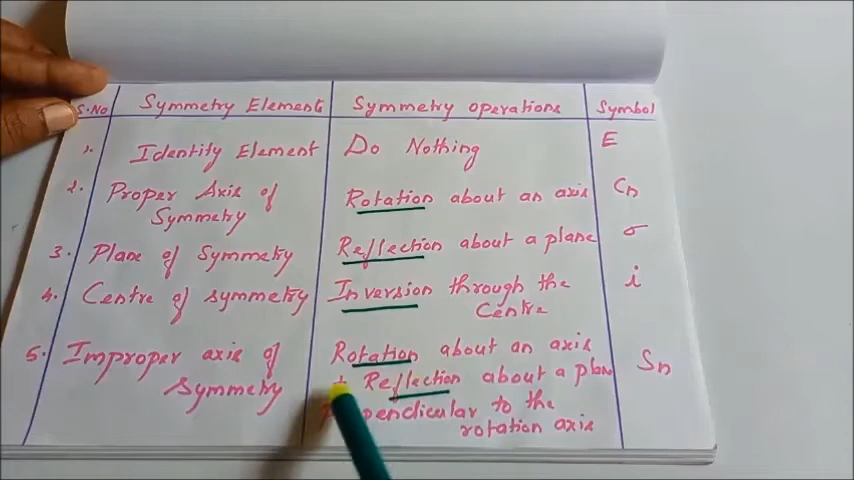 S.No Symmetry Element Symmetry operations Symbol
1. Identity Element Do Nothing E
2. Proper Axis of Rotation about an axis Cn
Symmetry
3. Plane of Symmetry Reflection about a plane σ
4. Centre of symmetry Inversion through the i
Centre
5. Improper axis of Rotation about an axis Sn
Symmetry + Reflection about a plane
to the
rotation axis